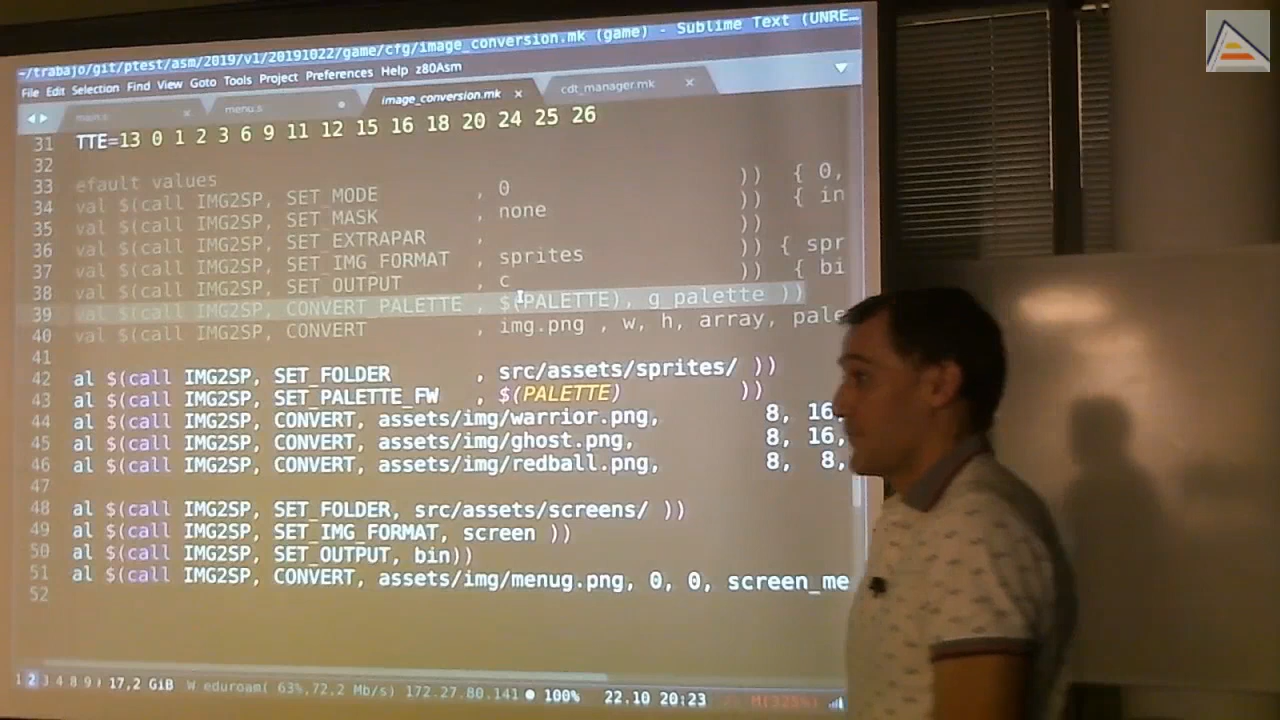 ~/trabajo/git/ptest/asm/2019/v1/20191022/game/cfg/image_conversion.mk (game) - Sublime Text (UNRE…
File Edit Selection Find View Goto Tools Project Preferences Help z80Asm
main.c menu.s image_conversion.mk cdt_manager.mk
31 TTE=13 0 1 2 3 6 9 11 12 15 16 18 20 24 25 26
32
33 efault values
34 val $(call IMG2SP, SET_MODE , 0 )) { 0,
35 val $(call IMG2SP, SET_MASK , none )) { in
36 val $(call IMG2SP, SET_EXTRAPAR , ))
37 val $(call IMG2SP, SET_IMG_FORMAT , sprites )) { spr
38 val $(call IMG2SP, SET_OUTPUT , c )) { bi
39 val $(call IMG2SP, CONVERT_PALETTE , $(PALETTE), g_palette ))
40 val $(call IMG2SP, CONVERT , img.png , w, h, array, pale
41
42 al $(call IMG2SP, SET_FOLDER , src/assets/sprites/ ))
43 al $(call IMG2SP, SET_PALETTE_FW , $(PALETTE) ))
44 al $(call IMG2SP, CONVERT, assets/img/warrior.png, 8, 16,
45 al $(call IMG2SP, CONVERT, assets/img/ghost.png, 8, 16,
46 al $(call IMG2SP, CONVERT, assets/img/redball.png, 8, 8,
47
48 al $(call IMG2SP, SET_FOLDER, src/assets/screens/ ))
49 al $(call IMG2SP, SET_IMG_FORMAT, screen ))
50 al $(call IMG2SP, SET_OUTPUT, bin))
51 al $(call IMG2SP, CONVERT, assets/img/menug.png, 0, 0, screen_me
52
1 2 3 4 8 9 17,2 GiB W eduroam( 63%,72,2 Mb/s) 172.27.80.141 100% 22.10 20:23